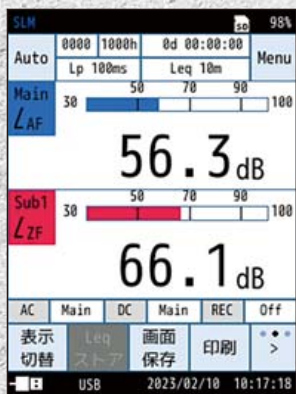 SLM SD 98%
Auto 0000 1000h 0d 00:00:00 Menu
Lp 100ms Leq 10m
Main 30 50 70 90 100
LAF
56.3dB
Sub1 30 50 70 90 100
LZF
66.1dB
AC Main DC Main REC Off
表示 Leq 画面 印刷 >
切替 ストア 保存
USB 2023/02/10 10:17:18